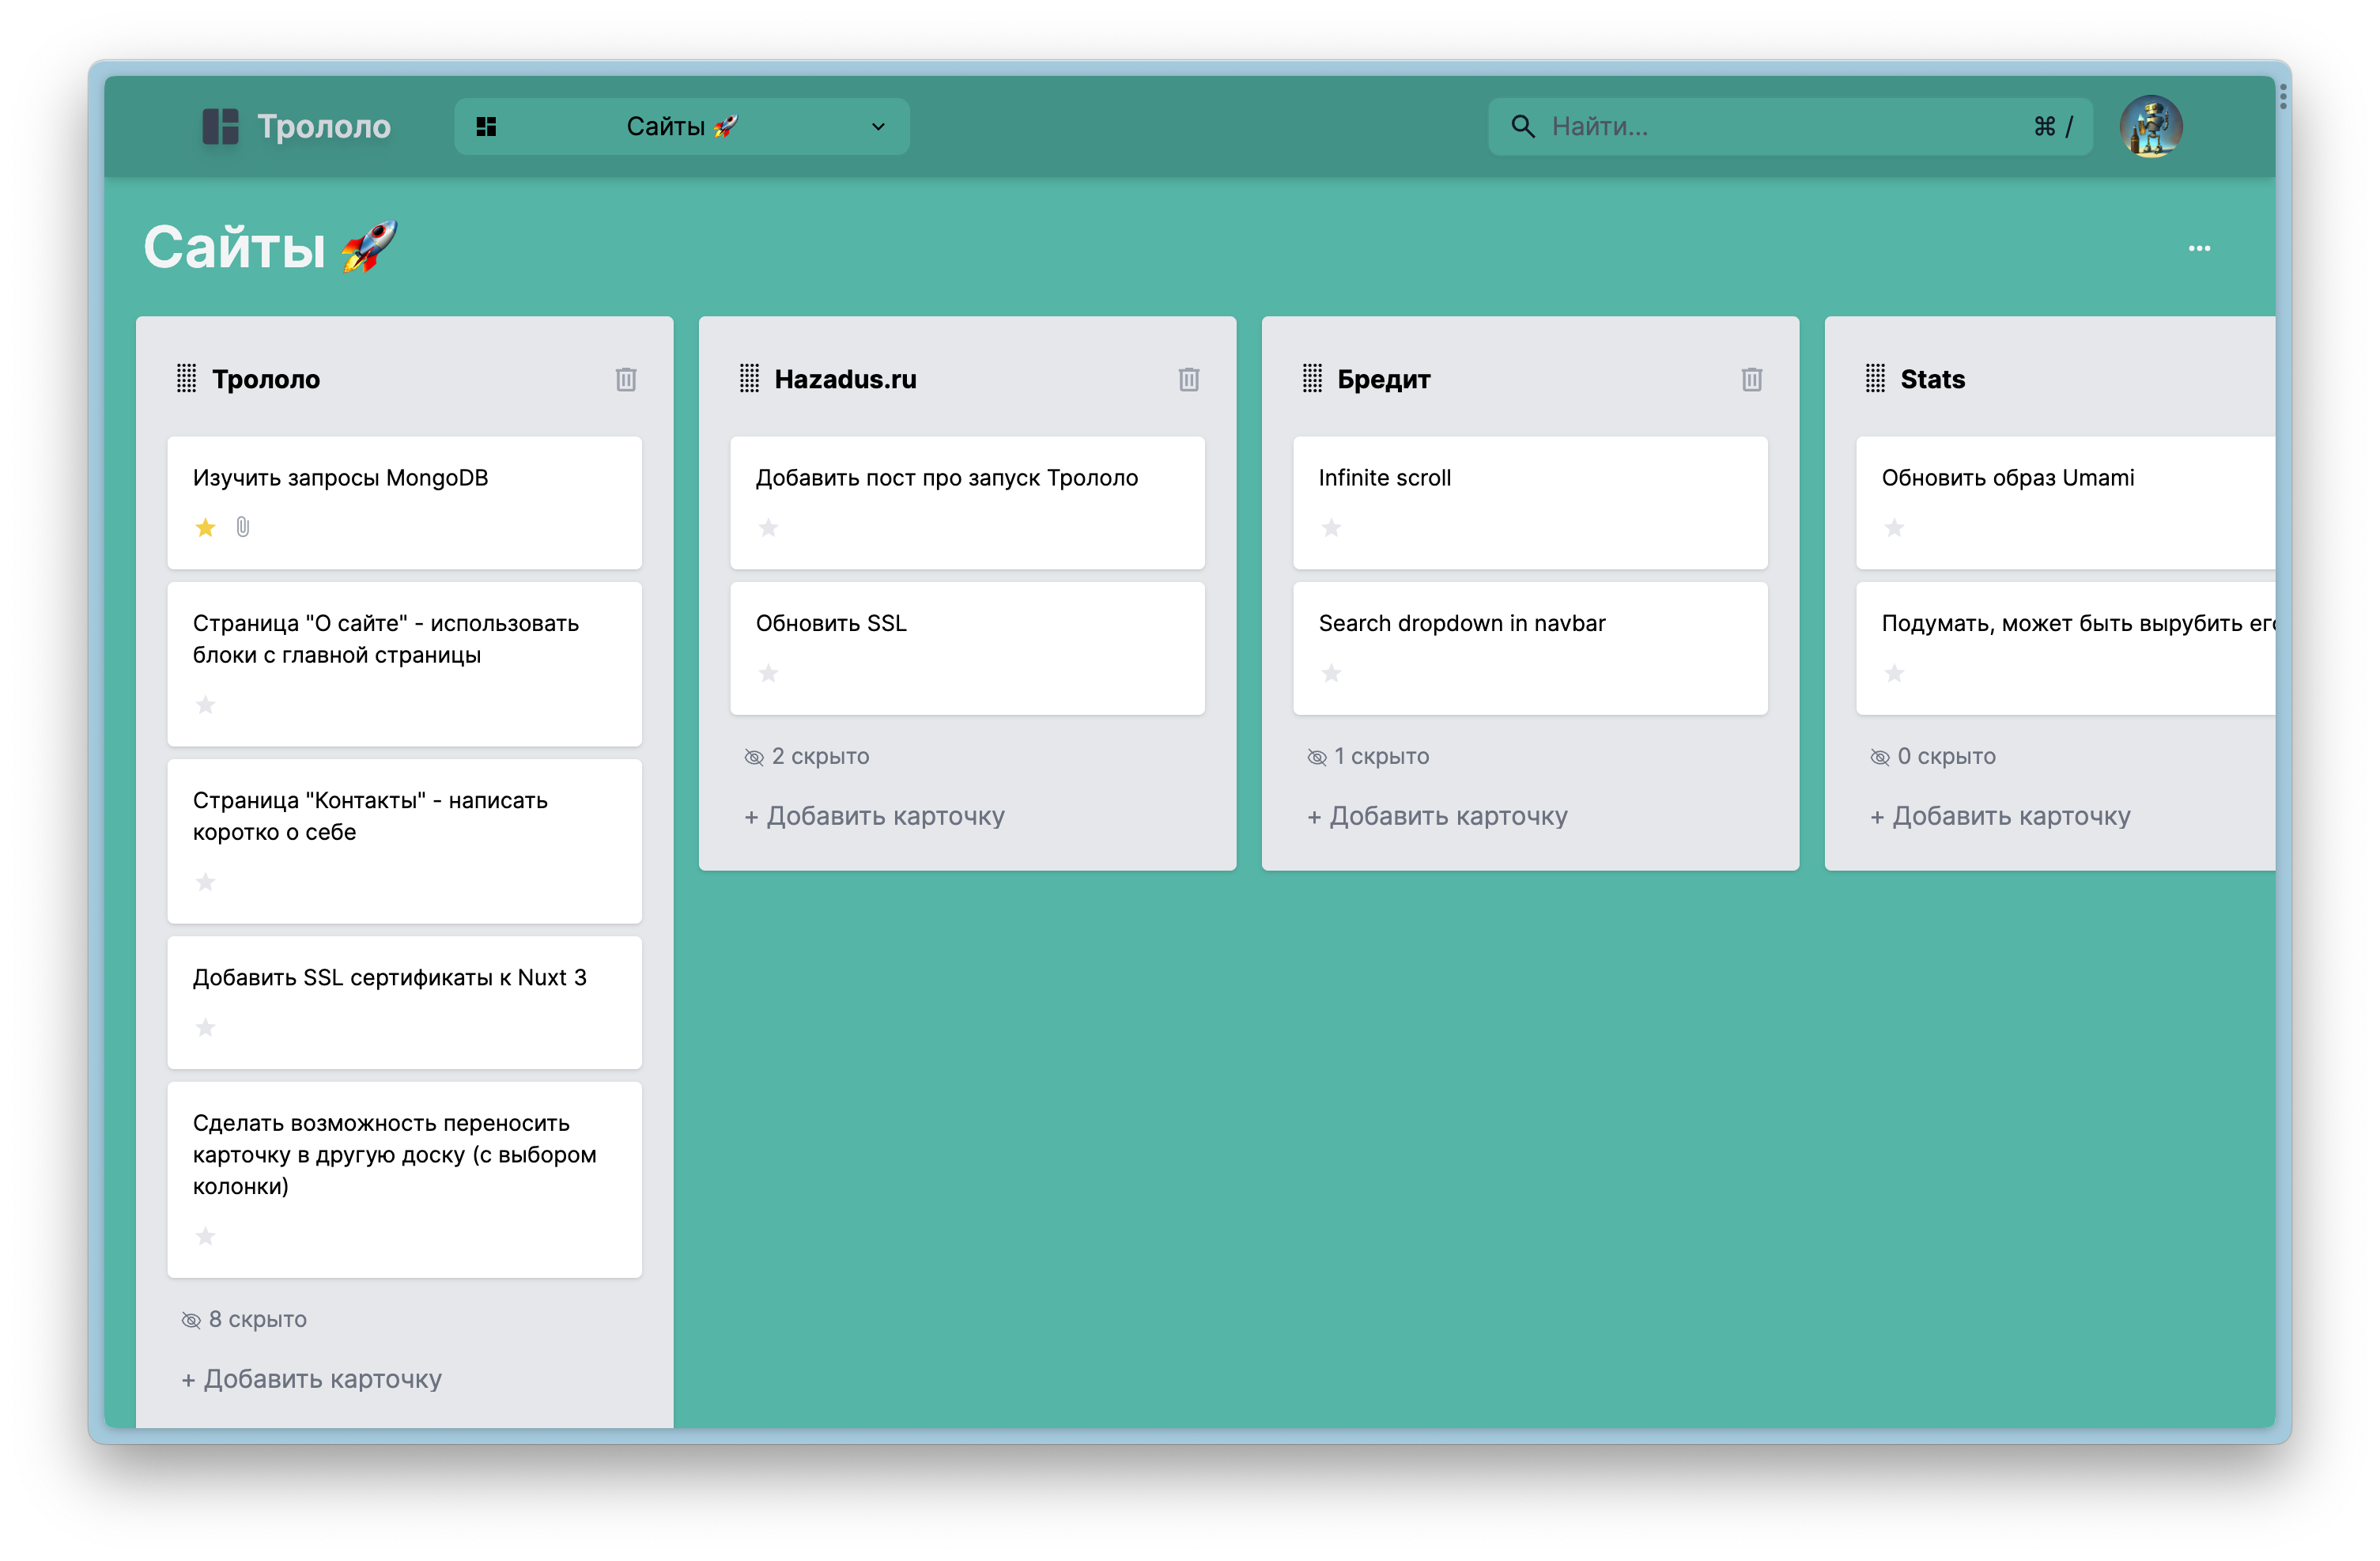 Трололо
Сайты 🚀
Найти...
⌘ /
Сайты 🚀
Трололо
Изучить запросы MongoDB
Страница "О сайте" - использовать
блоки с главной страницы
Страница "Контакты" - написать
коротко о себе
Добавить SSL сертификаты к Nuxt 3
Сделать возможность переносить
карточку в другую доску (с выбором
колонки)
8 скрыто
+ Добавить карточку
Hazadus.ru
Добавить пост про запуск Трололо
Обновить SSL
2 скрыто
+ Добавить карточку
Бредит
Infinite scroll
Search dropdown in navbar
1 скрыто
+ Добавить карточку
Stats
Обновить образ Umami
Подумать, может быть вырубить его
0 скрыто
+ Добавить карточку